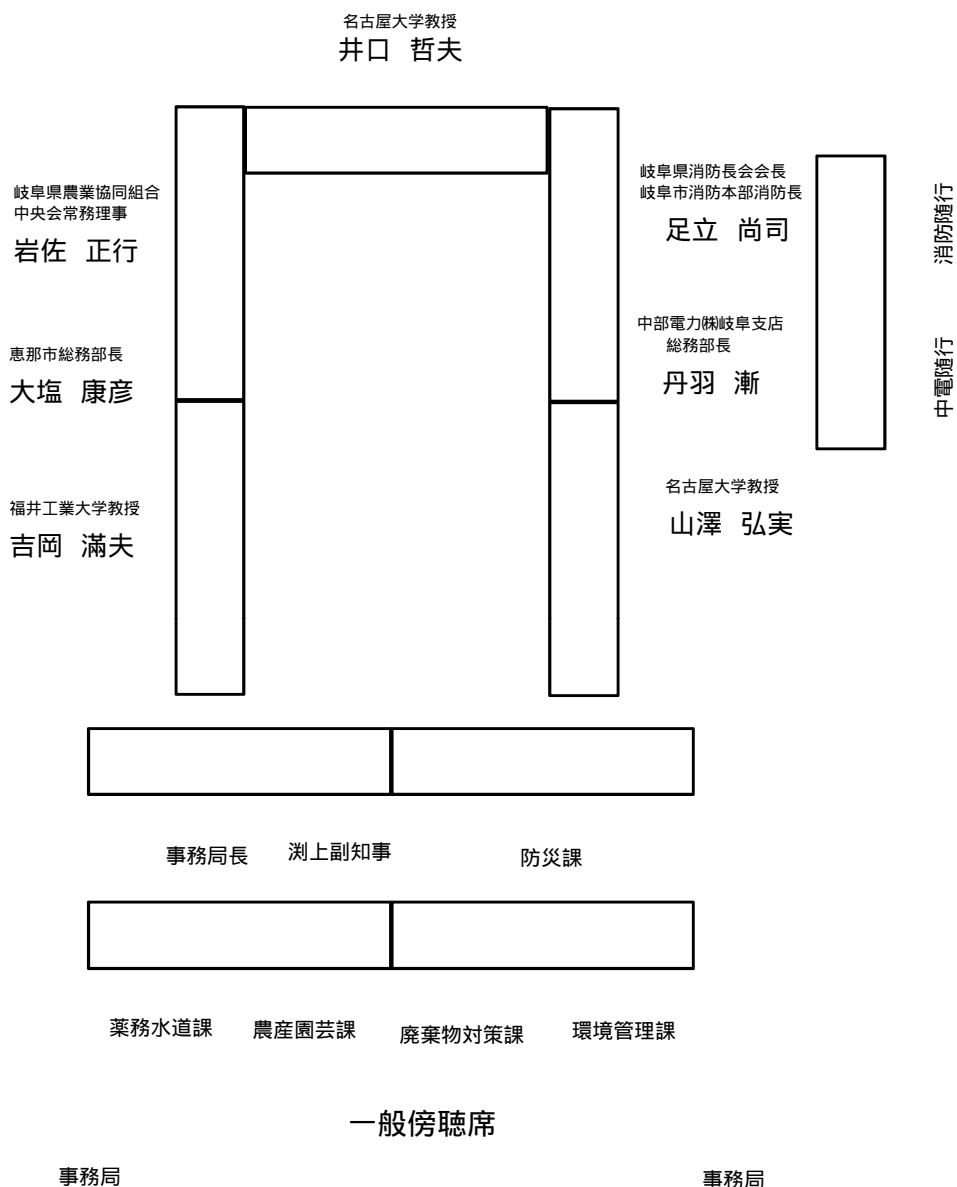 名古屋大学教授
井口 哲夫
岐阜県農業協同組合
中央会常務理事
岩佐 正行
岐阜県消防長会会長
岐阜市消防本部消防長
足立 尚司
消防随行
恵那市総務部長
大塩 康彦
中部電力㈱岐阜支店
総務部長
丹羽 漸
中電随行
福井工業大学教授
吉岡 滿夫
名古屋大学教授
山澤 弘実
事務局長 渕上副知事 防災課
薬務水道課 農産園芸課 廃棄物対策課 環境管理課
一般傍聴席
事務局 事務局